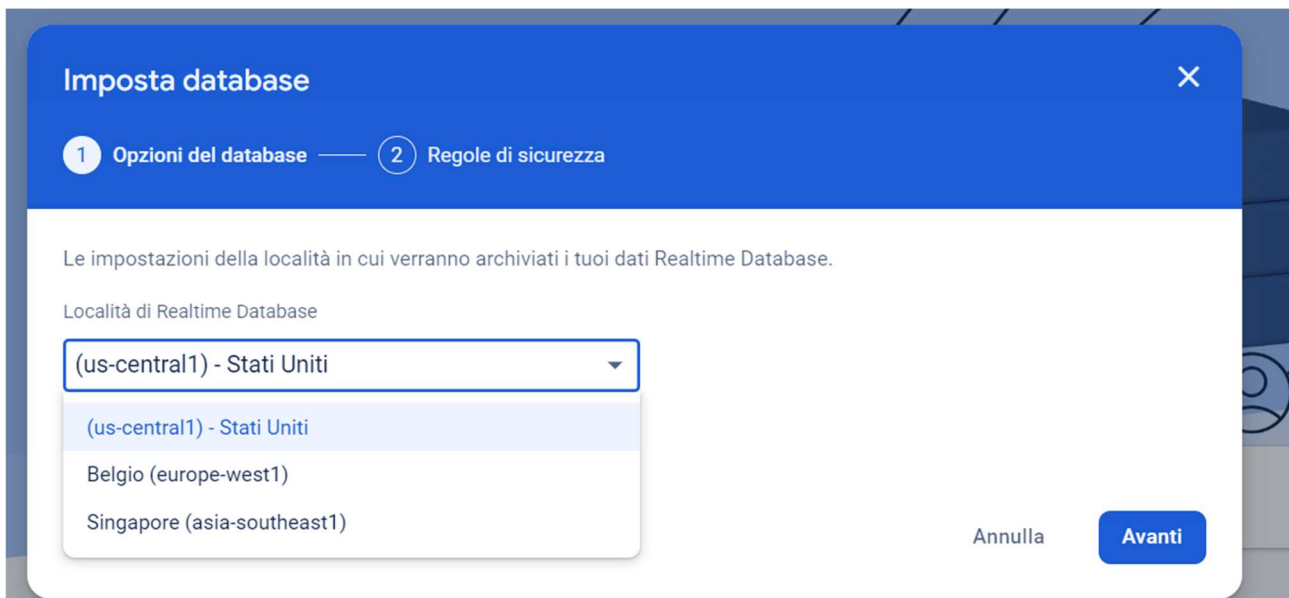 Imposta database
1 Opzioni del database 2 Regole di sicurezza
Le impostazioni della località in cui verranno archiviati i tuoi dati Realtime Database.
Località di Realtime Database
(us-central1) - Stati Uniti
(us-central1) - Stati Uniti
Belgio (europe-west1)
Singapore (asia-southeast1)
Annulla Avanti